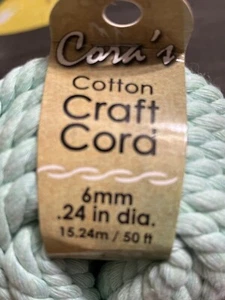 Cora's
Cotton
Craft
Cord
6mm
.24 in dia.
15.24m / 50 ft